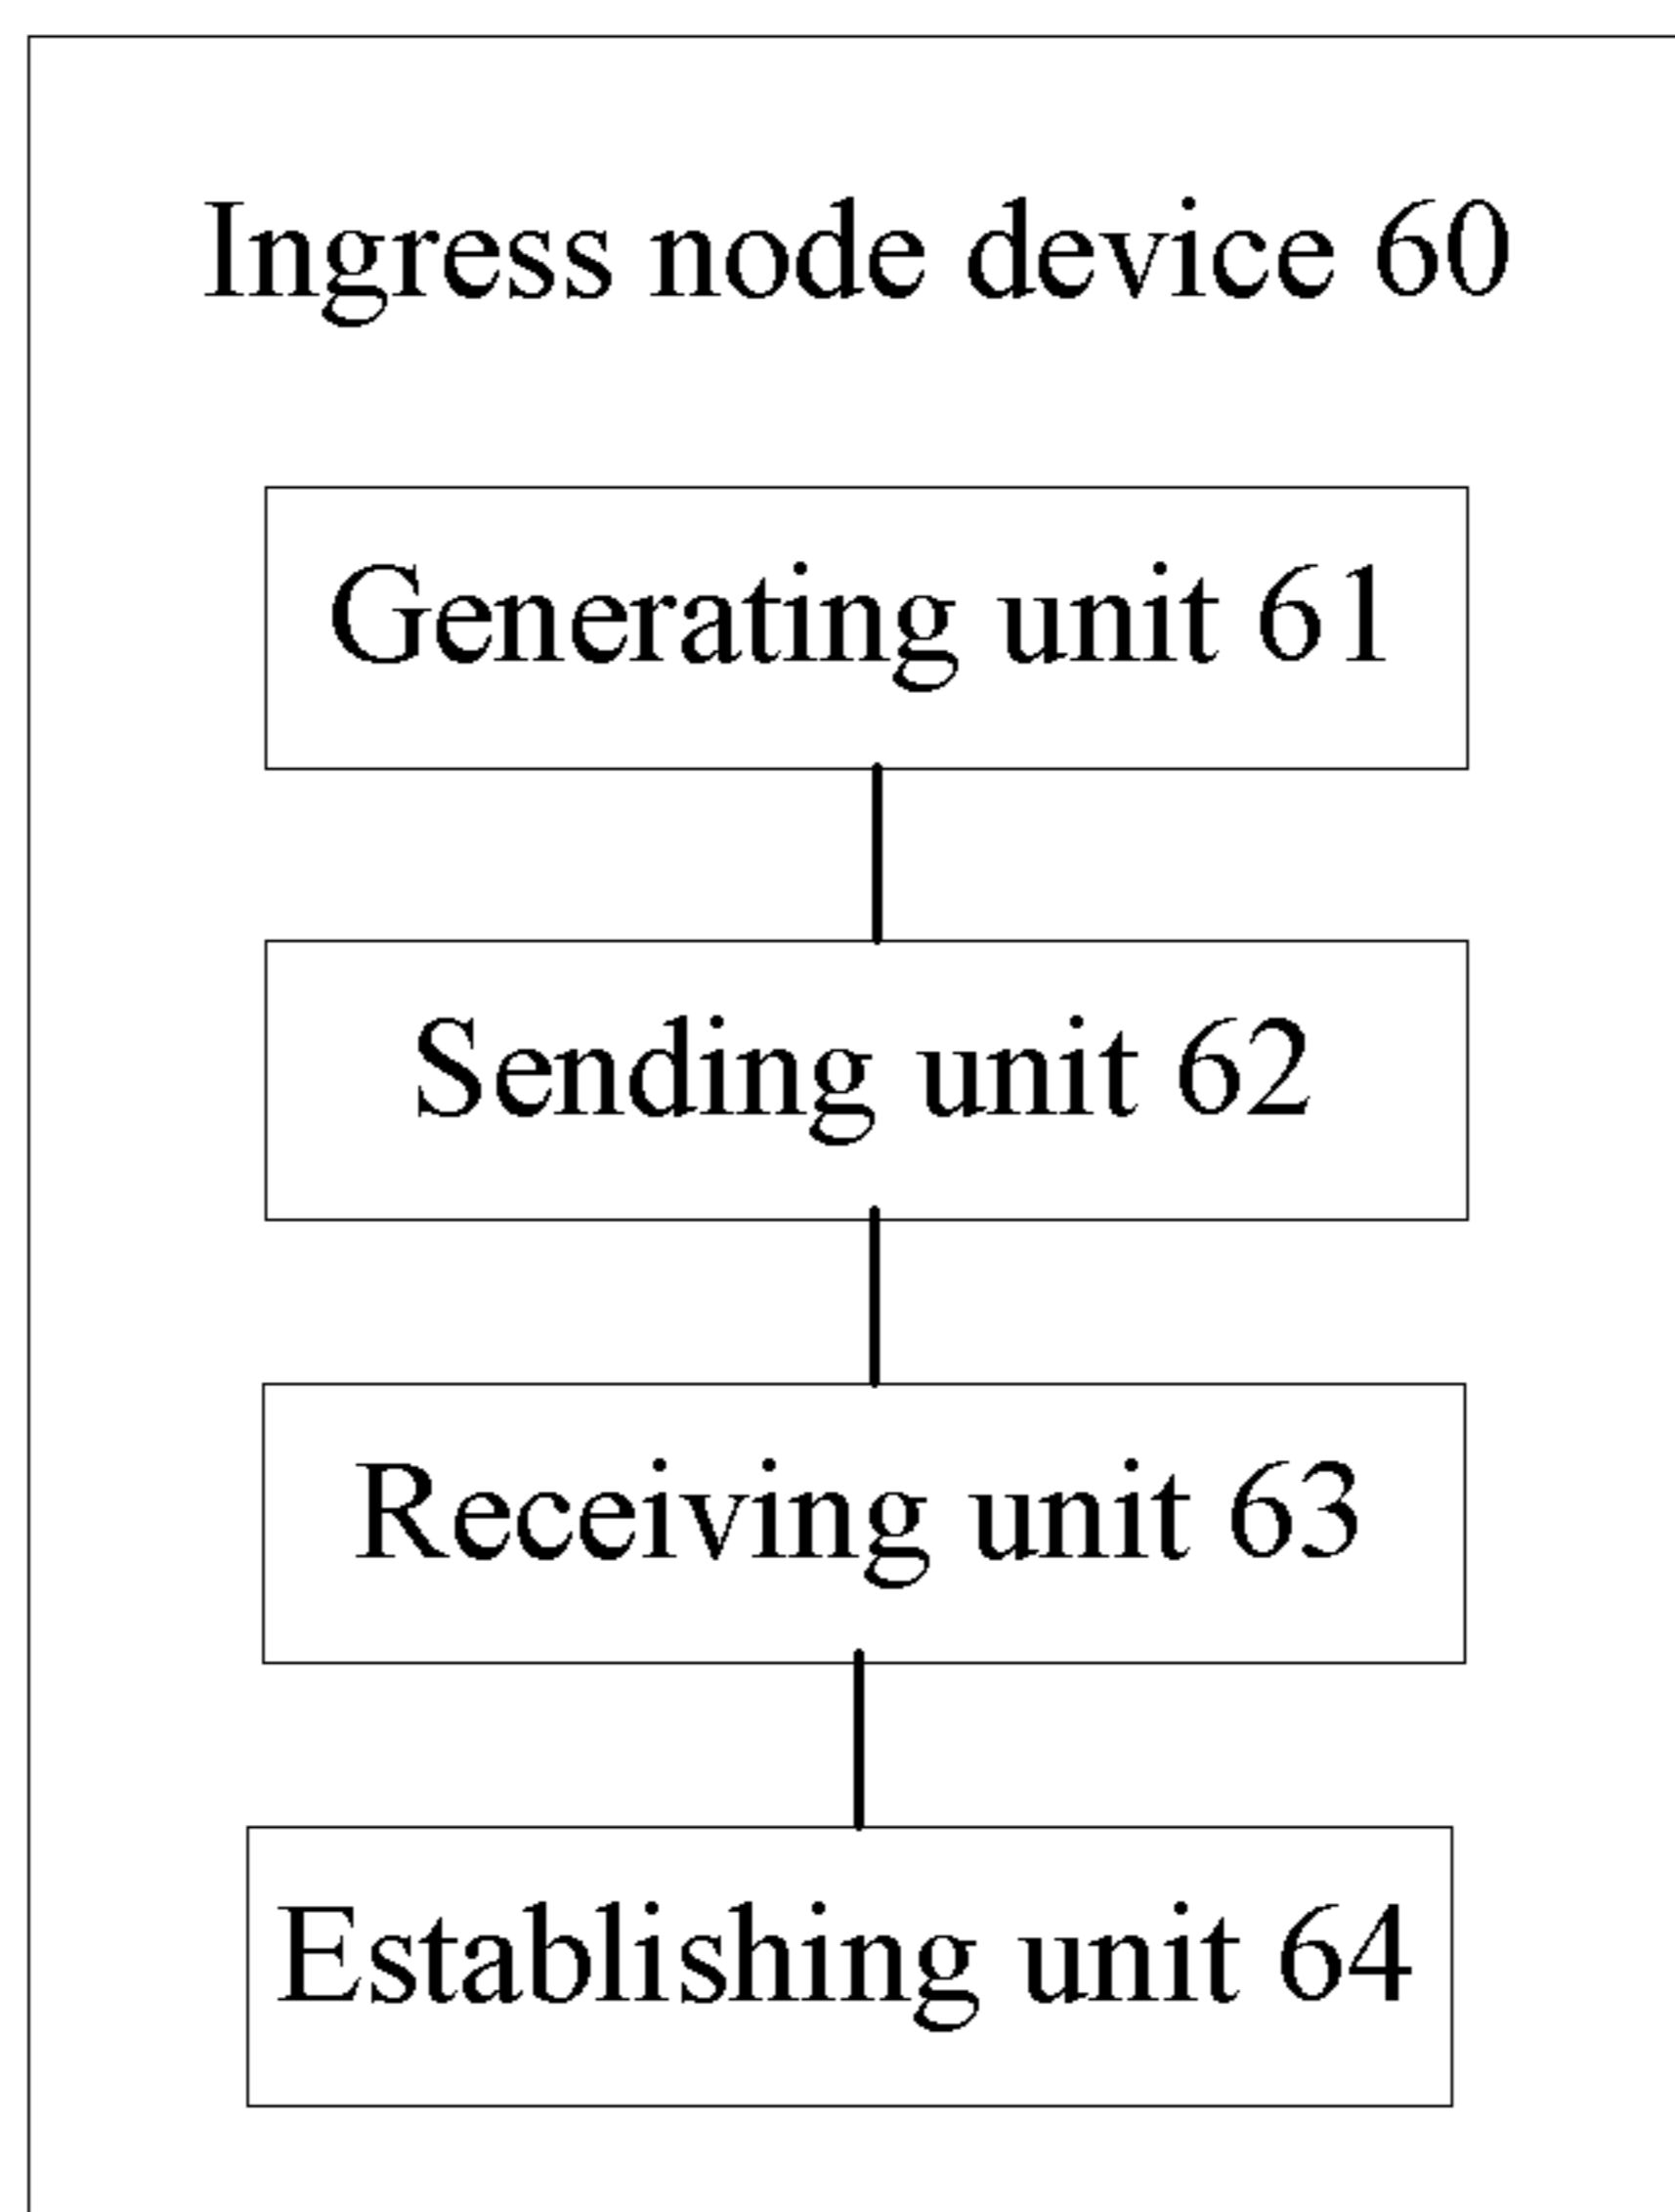 Ingress node device 60
Generating unit 61
Sending unit 62
Receiving unit 63
Establishing unit 64